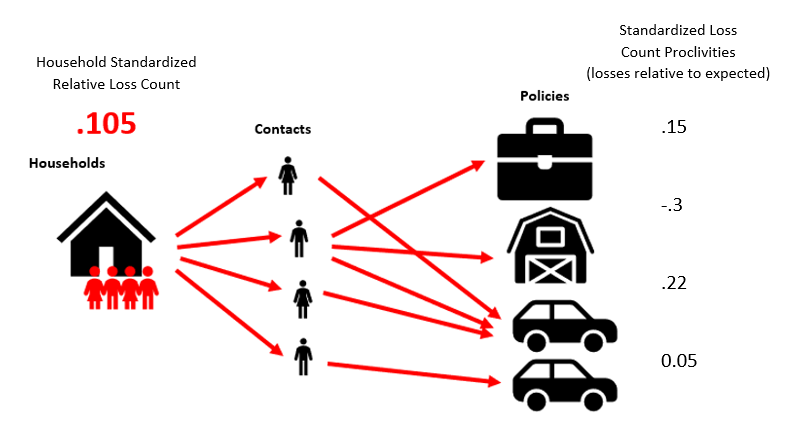 Household Standardized
Relative Loss Count
.105
Households
Contacts
Policies
Standardized Loss
Count Proclivities
(losses relative to expected)
.15
-.3
.22
0.05